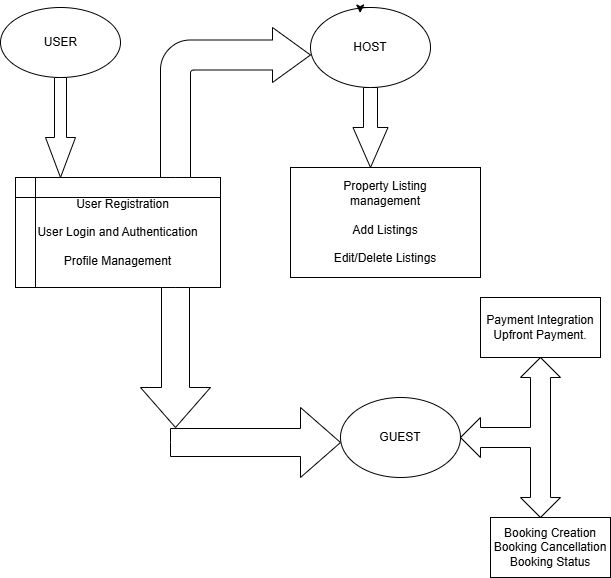 USER
HOST
User Registration
User Login and Authentication
Profile Management
Property Listing
management
Add Listings
Edit/Delete Listings
Payment Integration
Upfront Payment.
GUEST
Booking Creation
Booking Cancellation
Booking Status